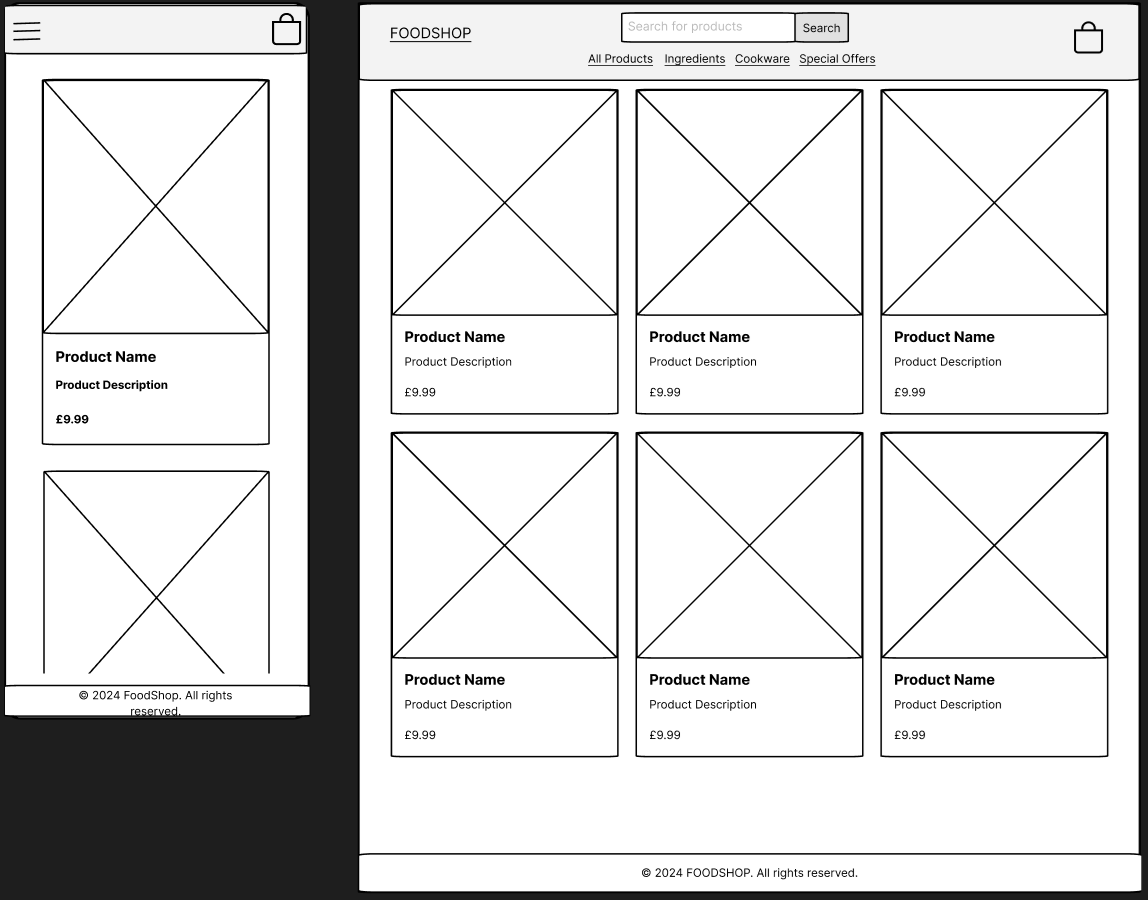 Product Name
Product Description
£9.99
© 2024 FoodShop. All rights
reserved.
FOODSHOP
Search for products Search
All Products Ingredients Cookware Special Offers
Product Name Product Name Product Name
Product Description Product Description Product Description
£9.99 £9.99 £9.99
Product Name Product Name Product Name
Product Description Product Description Product Description
£9.99 £9.99 £9.99
© 2024 FOODSHOP. All rights reserved.